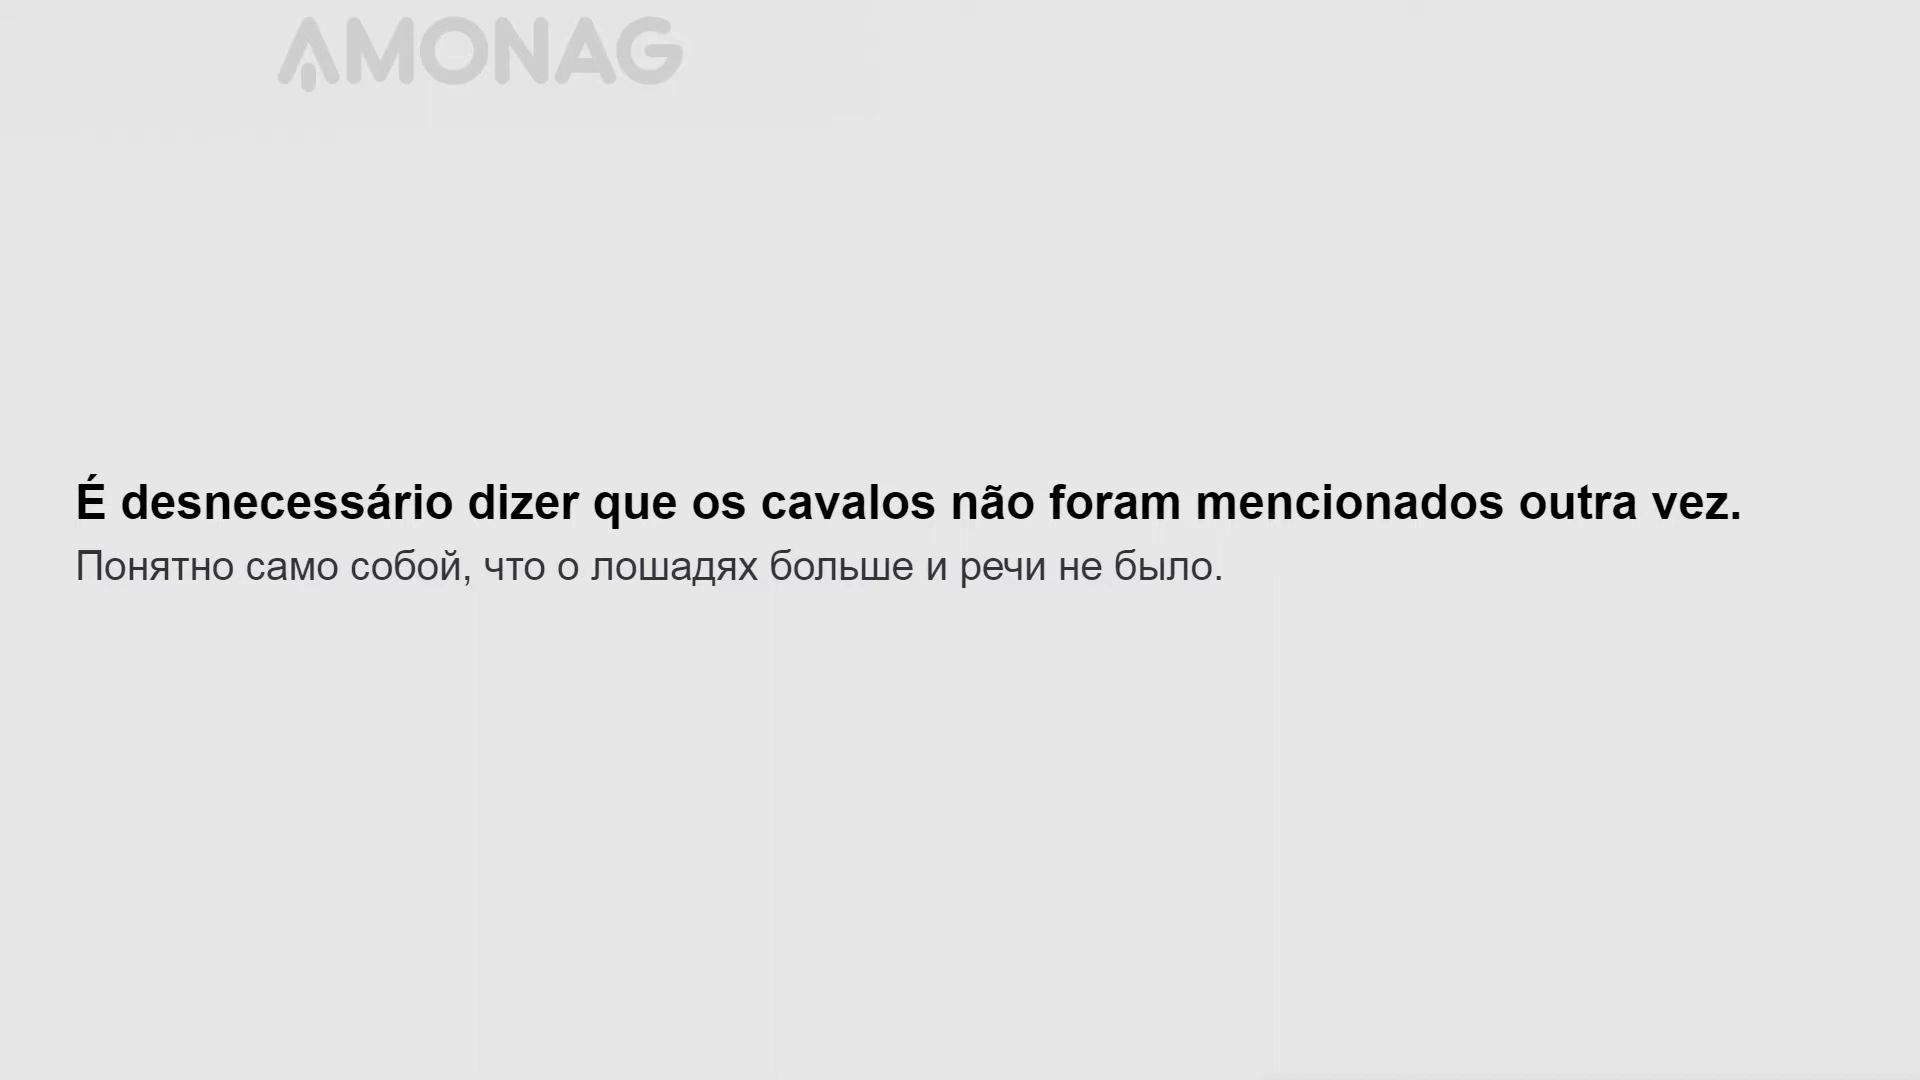 AMONAG
É desnecessário dizer que os cavalos não foram mencionados outra vez.
Понятно само собой, что о лошадях больше и речи не было.